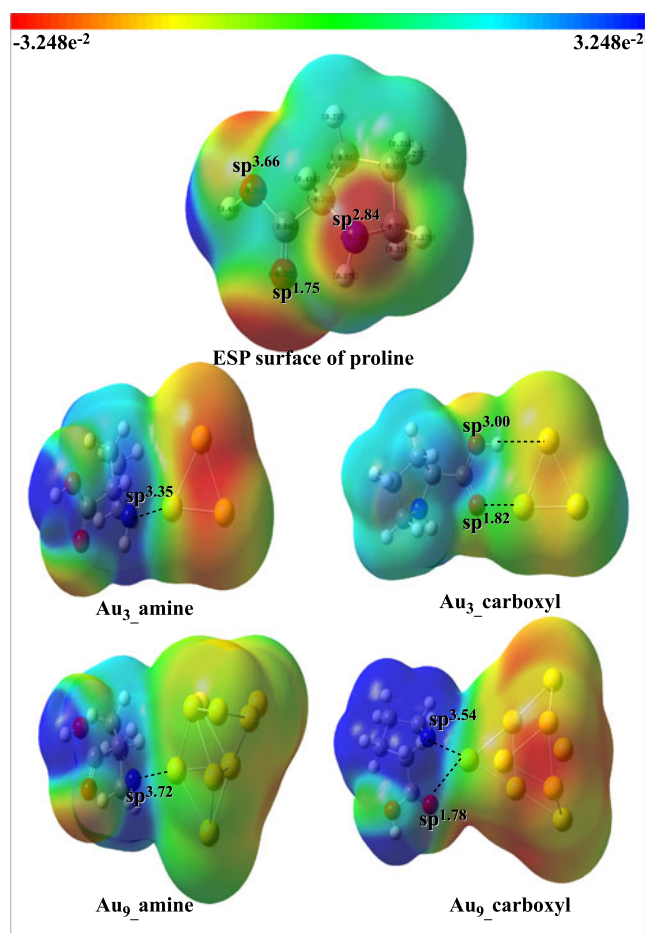 -3.248e-2 3.248e-2
sp3.66
sp2.84
sp1.75
ESP surface of proline
sp3.00
sp3.35
sp1.82
Au3_amine Au3_carboxyl
sp3.54
sp3.72
sp1.78
Au9_amine Au9_carboxyl